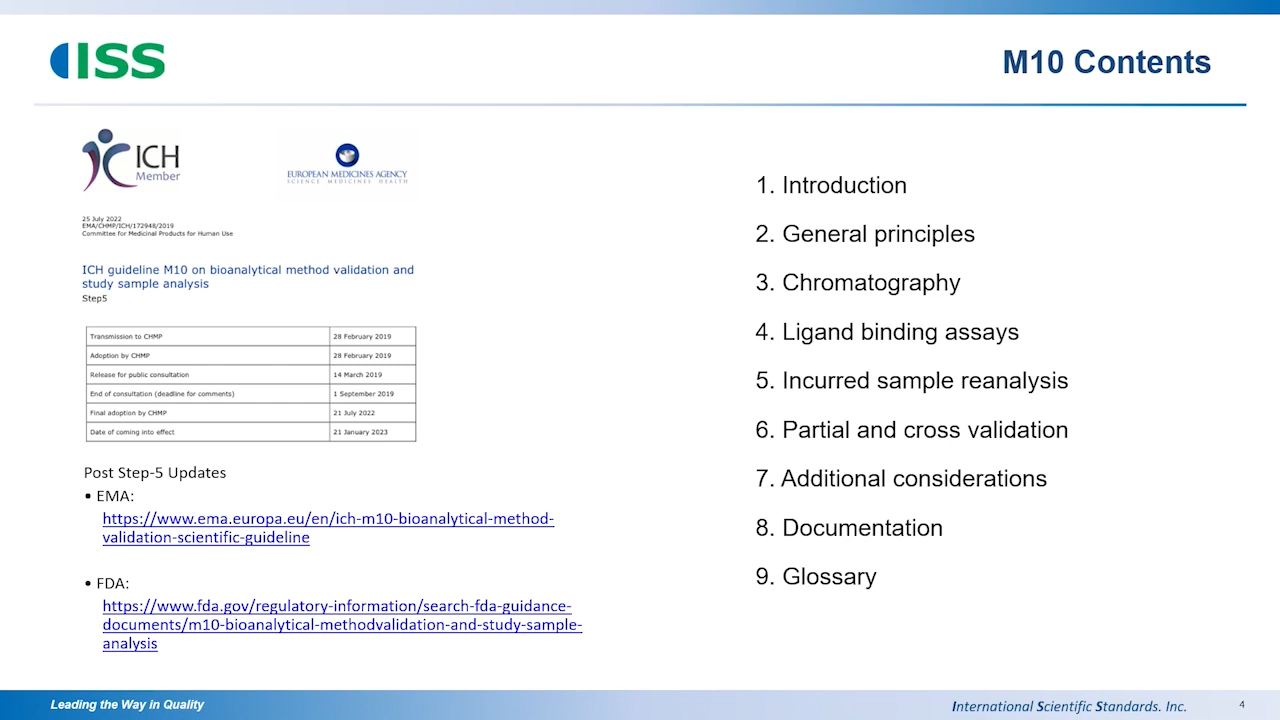 ISS
M10 Contents
ICH
Member
EUROPEAN MEDICINES AGENCY
SCIENCE MEDICINES HEALTH
25 July 2022
EMA/CHMP/ICH/172948/2019
Committee for Medicinal Products for Human Use
ICH guideline M10 on bioanalytical method validation and
study sample analysis
Step5
Transmission to CHMP 28 February 2019
Adoption by CHMP 28 February 2019
Release for public consultation 14 March 2019
End of consultation (deadline for comments) 1 September 2019
Final adoption by CHMP 21 July 2022
Date of coming into effect 21 January 2023
Post Step-5 Updates
• EMA:
https://www.ema.europa.eu/en/ich-m10-bioanalytical-method-
validation-scientific-guideline
• FDA:
https://www.fda.gov/regulatory-information/search-fda-guidance-
documents/m10-bioanalytical-methodvalidation-and-study-sample-
analysis
1. Introduction
2. General principles
3. Chromatography
4. Ligand binding assays
5. Incurred sample reanalysis
6. Partial and cross validation
7. Additional considerations
8. Documentation
9. Glossary
Leading the Way in Quality
International Scientific Standards. Inc.
4